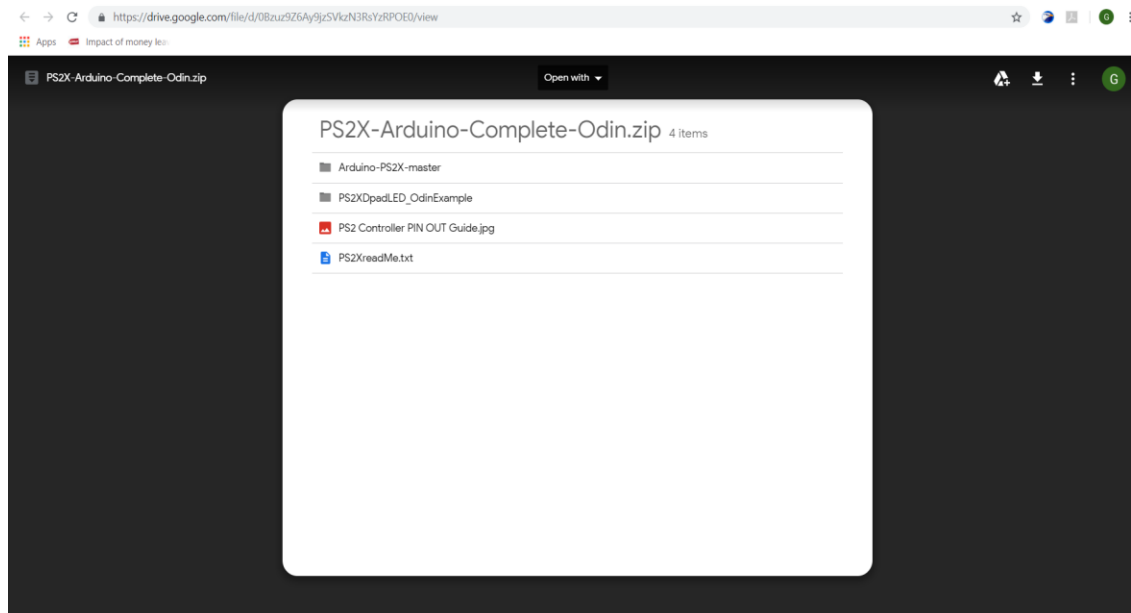 https://drive.google.com/file/d/0Bzuz9Z6Ay9jzSVkzN3RsYzRPOE0/view
G
Apps Impact of money lea
PS2X-Arduino-Complete-Odin.zip
Open with
G
PS2X-Arduino-Complete-Odin.zip 4 items
Arduino-PS2X-master
PS2XDpadLED_OdinExample
PS2 Controller PIN OUT Guide.jpg
PS2XreadMe.txt